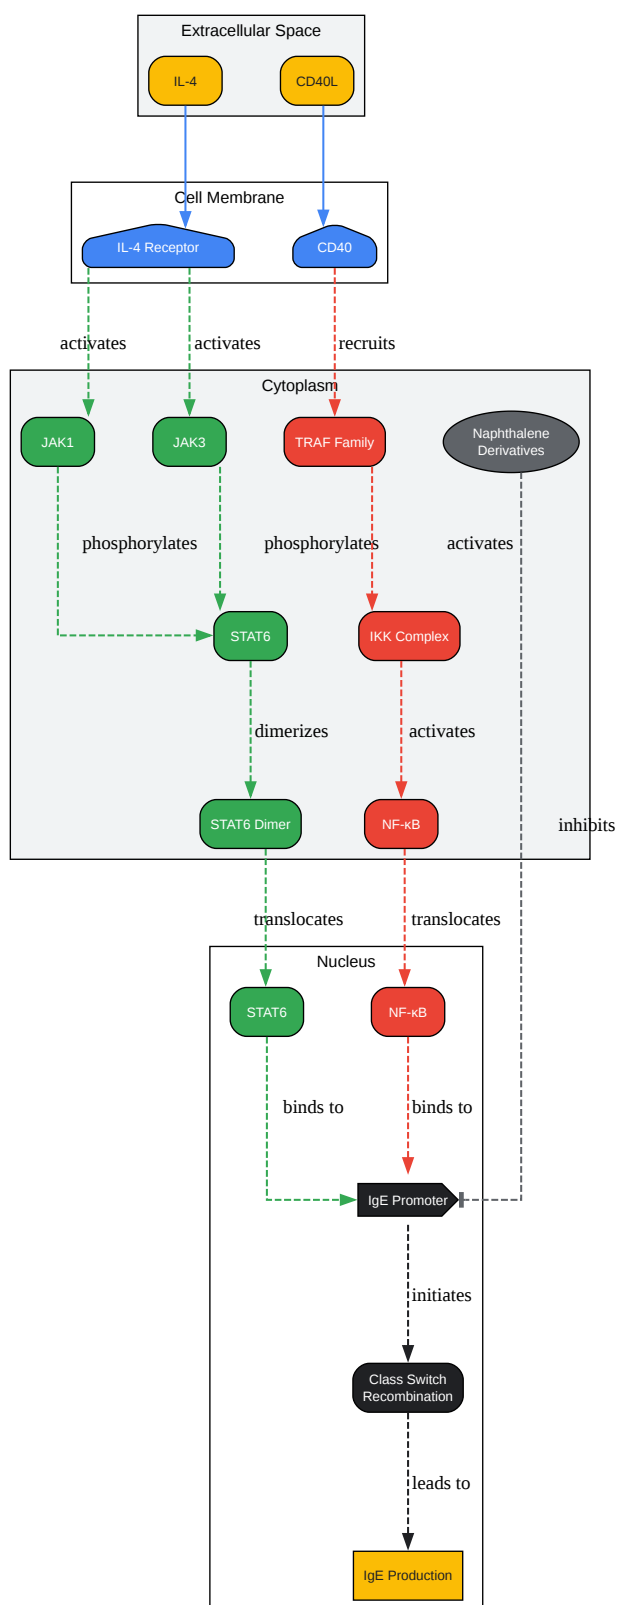 Extracellular Space
IL-4
CD40L
Cell Membrane
IL-4 Receptor
CD40
activates
activates
recruits
Cytoplasm
JAK1
JAK3
TRAF Family
Naphthalene
Derivatives
phosphorylates
phosphorylates
activates
STAT6
IKK Complex
dimerizes
activates
STAT6 Dimer
NF-κB
inhibits
translocates
translocates
Nucleus
STAT6
NF-κB
binds to
binds to
IgE Promoter
initiates
Class Switch
Recombination
leads to
IgE Production